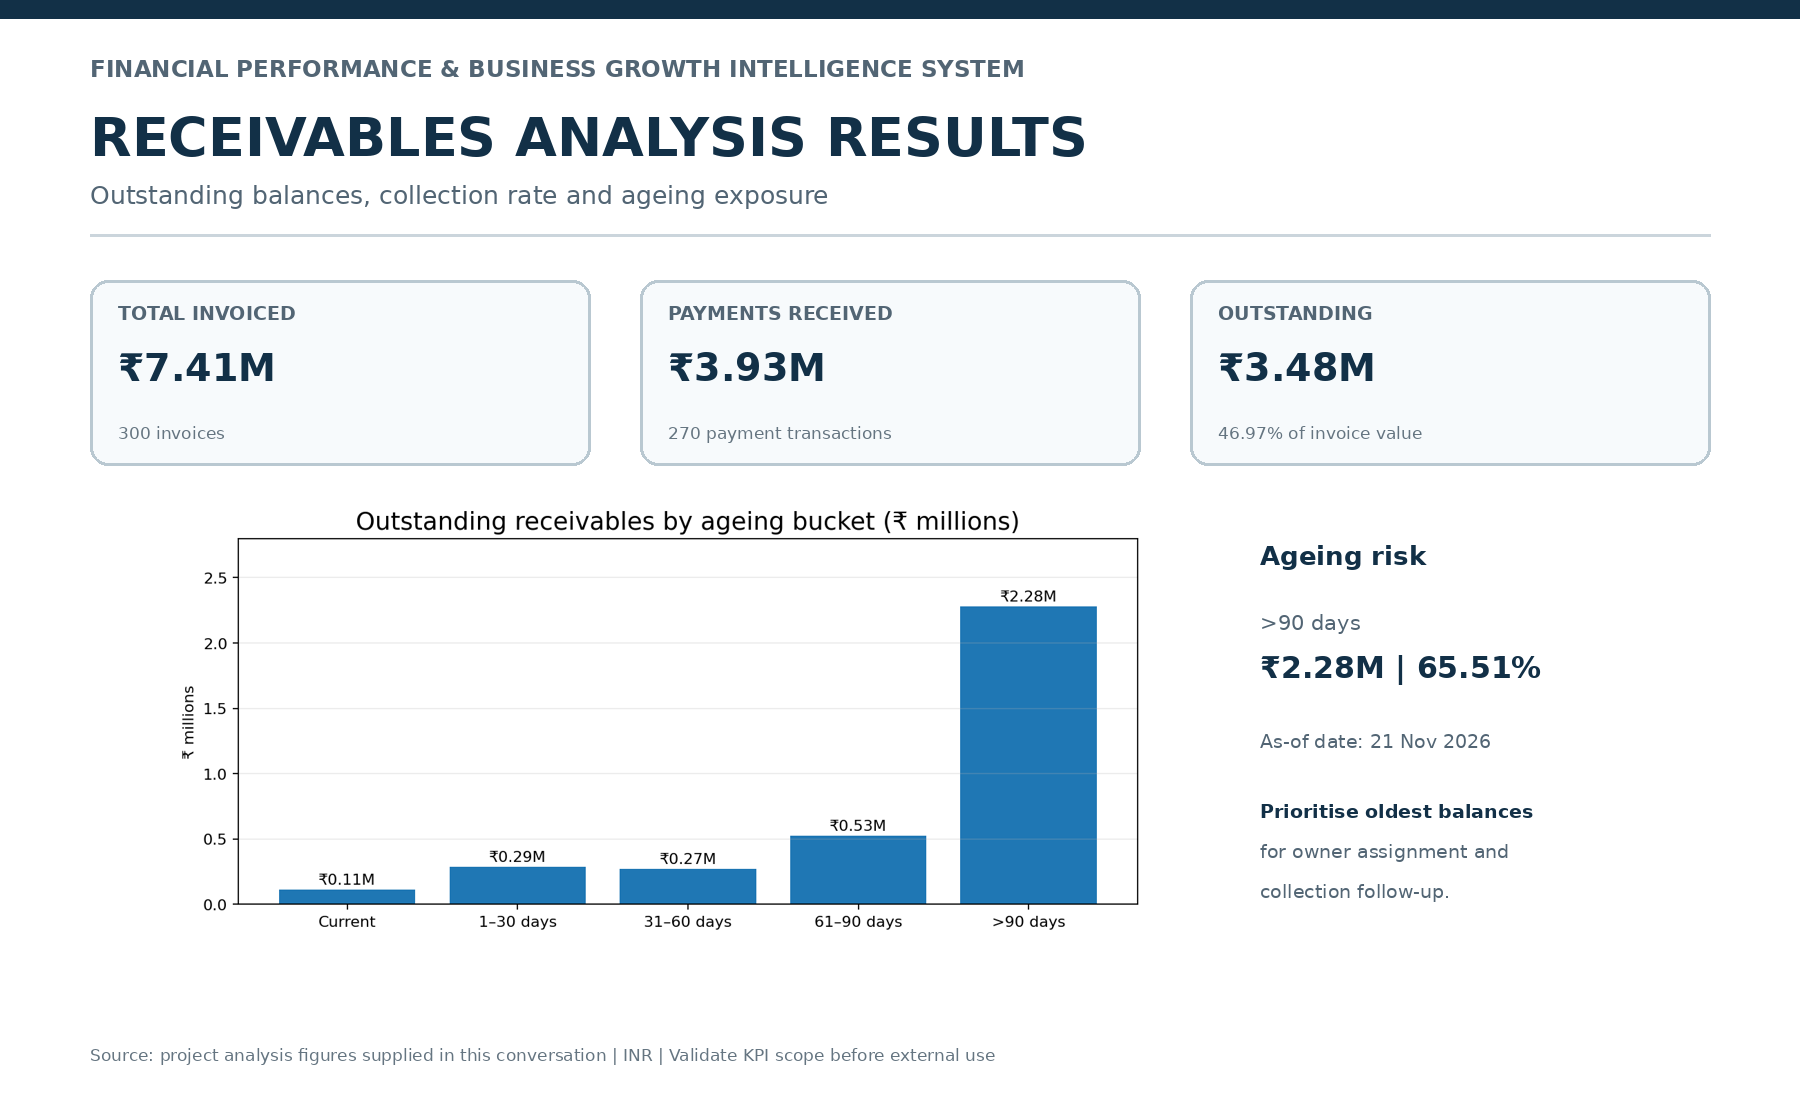 FINANCIAL PERFORMANCE & BUSINESS GROWTH INTELLIGENCE SYSTEM
RECEIVABLES ANALYSIS RESULTS
Outstanding balances, collection rate and ageing exposure
TOTAL INVOICED
₹7.41M
300 invoices
PAYMENTS RECEIVED
₹3.93M
270 payment transactions
OUTSTANDING
₹3.48M
46.97% of invoice value
Outstanding receivables by ageing bucket (₹ millions)
₹ millions
2.5
2.0
1.5
1.0
0.5
0.0
₹0.11M
₹0.29M
₹0.27M
₹0.53M
₹2.28M
Current
1–30 days
31–60 days
61–90 days
>90 days
Ageing risk
>90 days
₹2.28M | 65.51%
As-of date: 21 Nov 2026
Prioritise oldest balances
for owner assignment and
collection follow-up.
Source: project analysis figures supplied in this conversation | INR | Validate KPI scope before external use